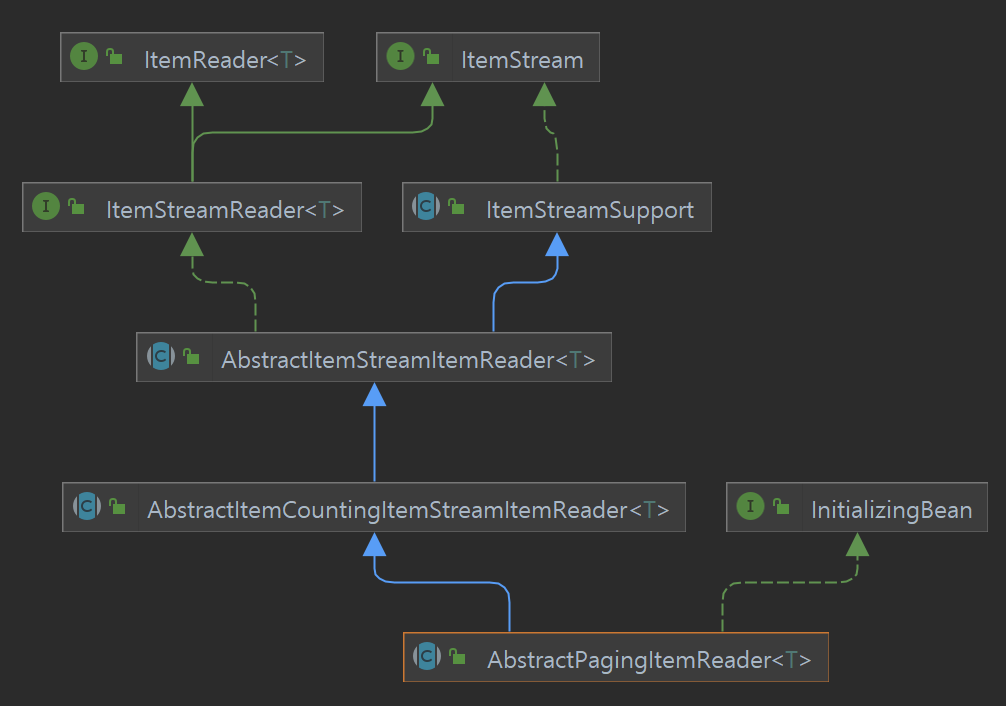 I ItemReader<T>
I ItemStream
I ItemStreamReader<T>
C ItemStreamSupport
C AbstractItemStreamItemReader<T>
C AbstractItemCountingItemStreamItemReader<T>
I InitializingBean
C AbstractPagingItemReader<T>